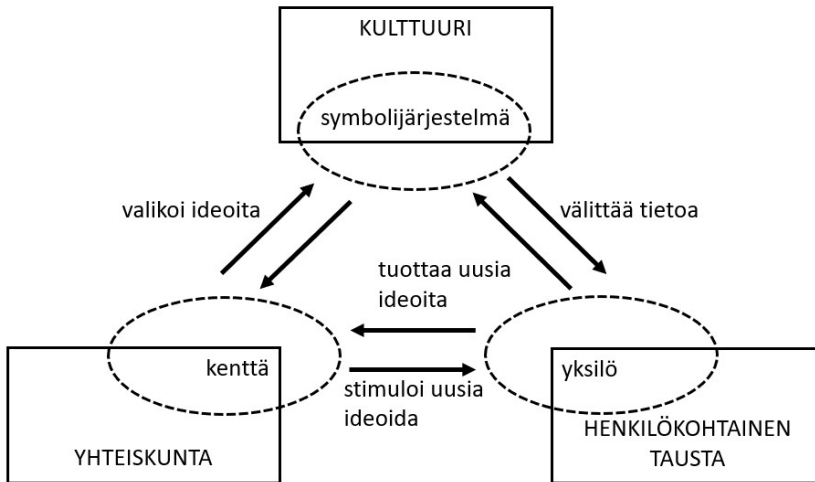 KULTTUURI
symbolijärjestelmä
valikoi ideoita
välittää tietoa
tuottaa uusia
ideoita
kenttä
yksilö
stimuloi uusia
ideoida
YHTEISKUNTA
HENKILÖKOHTAINEN
TAUSTA